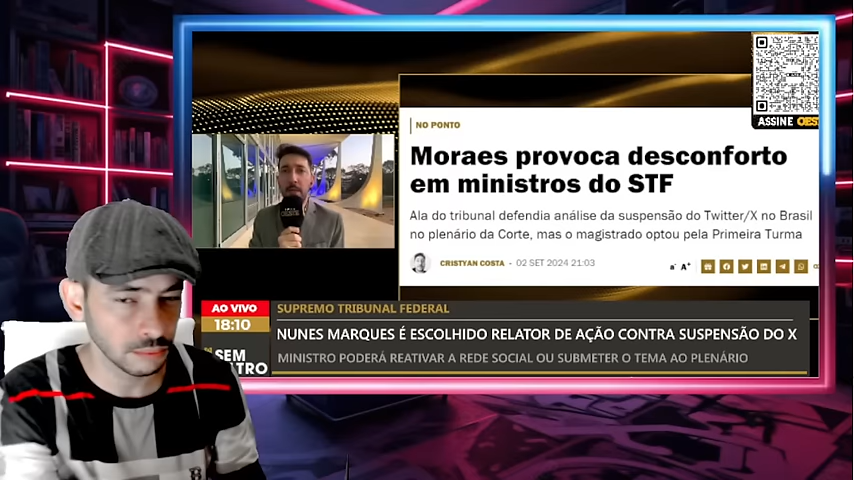 ASSINE OEST
NO PONTO
Moraes provoca desconforto
em ministros do STF
Ala do tribunal defendia análise da suspensão do Twitter/X no Brasil
no plenário da Corte, mas o magistrado optou pela Primeira Turma
CRISTYAN COSTA - 02 SET 2024 21:03
a- A+
AO VIVO
18:10
SUPREMO TRIBUNAL FEDERAL
NUNES MARQUES É ESCOLHIDO RELATOR DE AÇÃO CONTRA SUSPENSÃO DO X
MINISTRO PODERÁ REATIVAR A REDE SOCIAL OU SUBMETER O TEMA AO PLENÁRIO
SEM
TRO